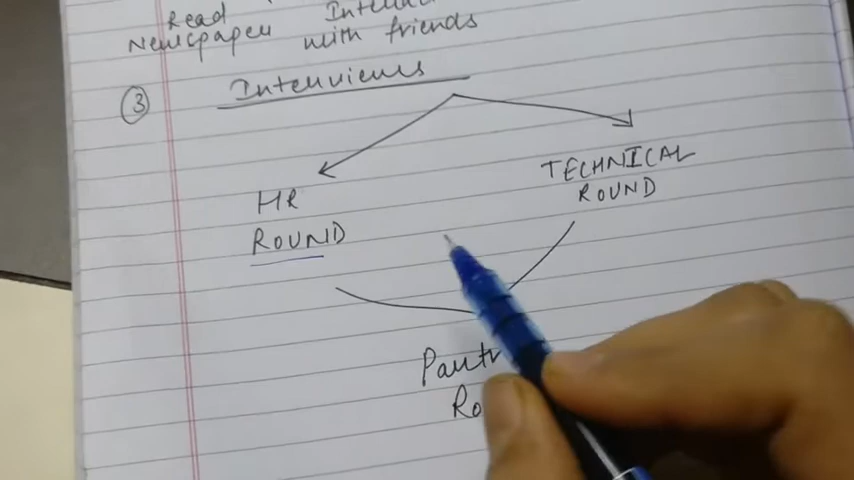 Read
Newspaper with friends
③ Interviews
HR
ROUND
TECHNICAL
ROUND